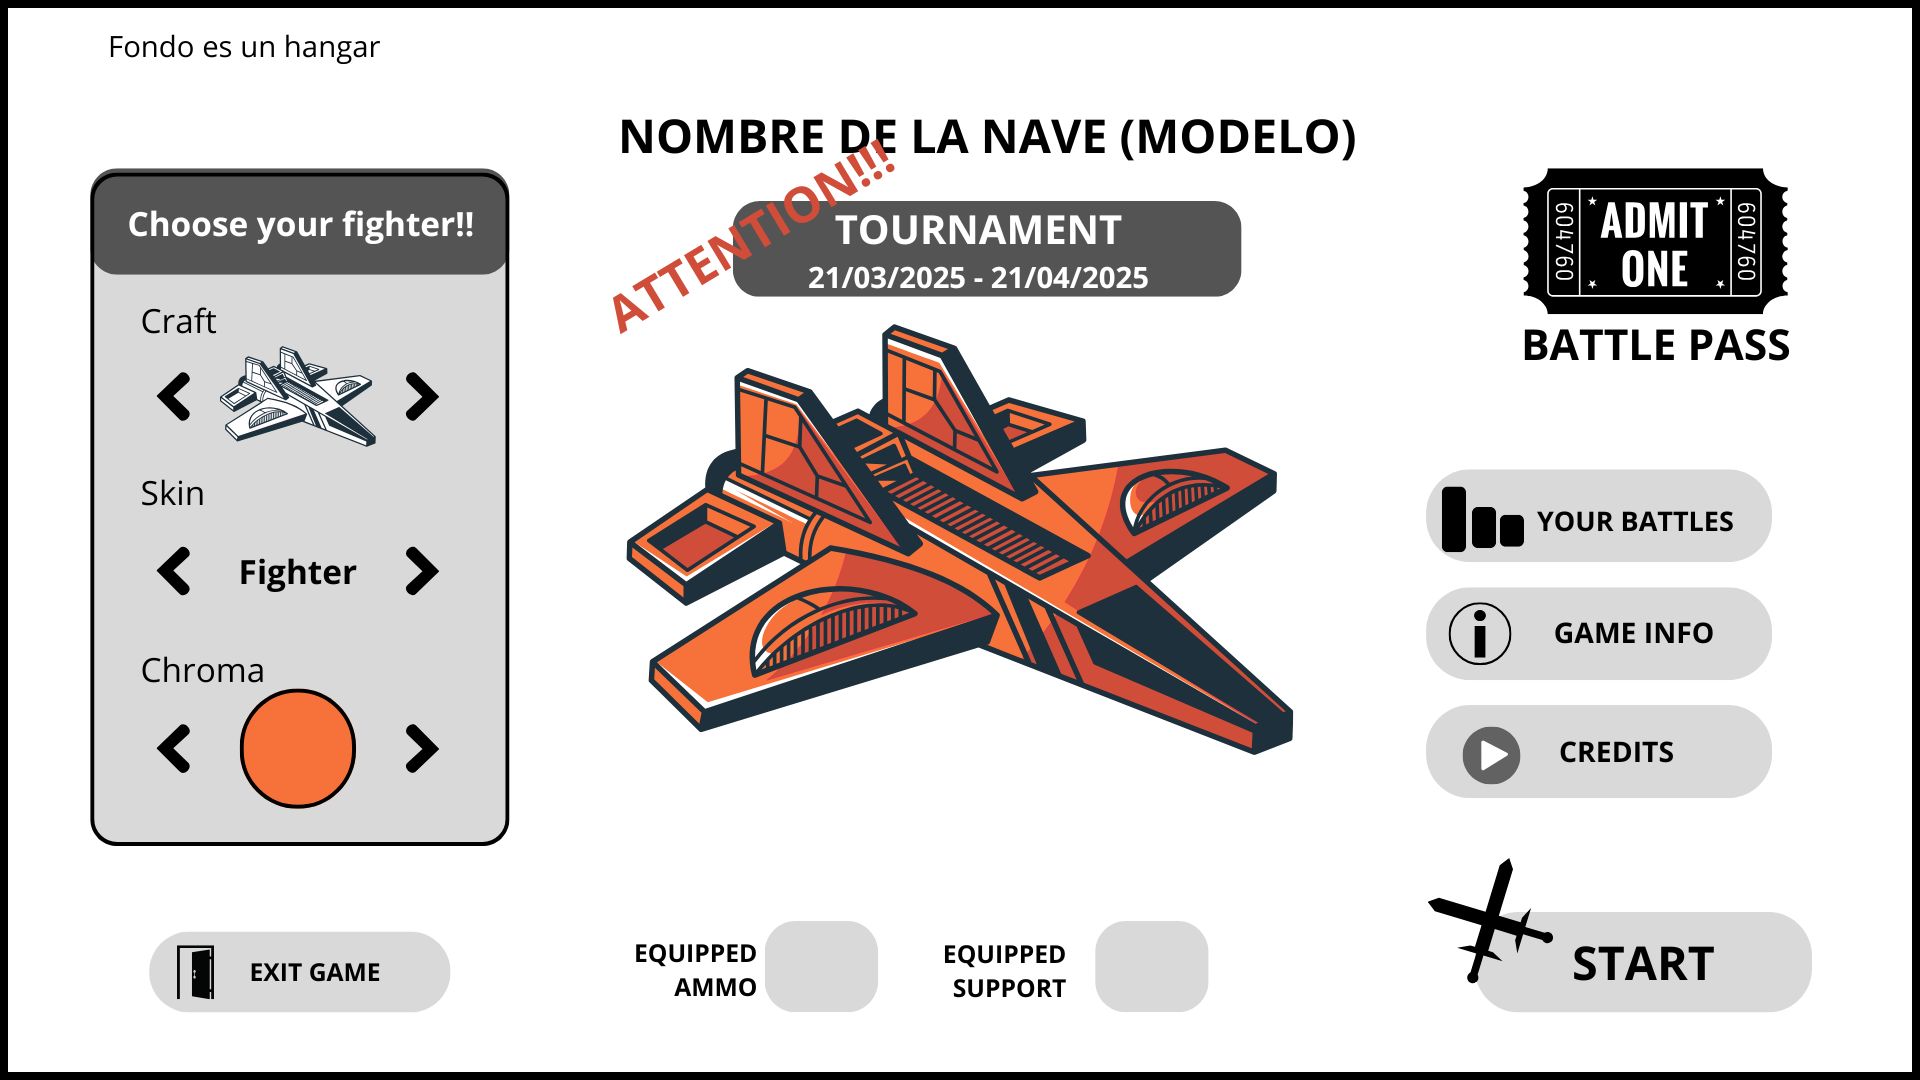 Fondo es un hangar
NOMBRE DE LA NAVE (MODELO)
ATTENTION!!!
TOURNAMENT
21/03/2025 - 21/04/2025
Choose your fighter!!
Craft
Skin
Fighter
Chroma
604760
ADMIT
ONE
604760
BATTLE PASS
YOUR BATTLES
GAME INFO
CREDITS
EXIT GAME
EQUIPPED
AMMO
EQUIPPED
SUPPORT
START